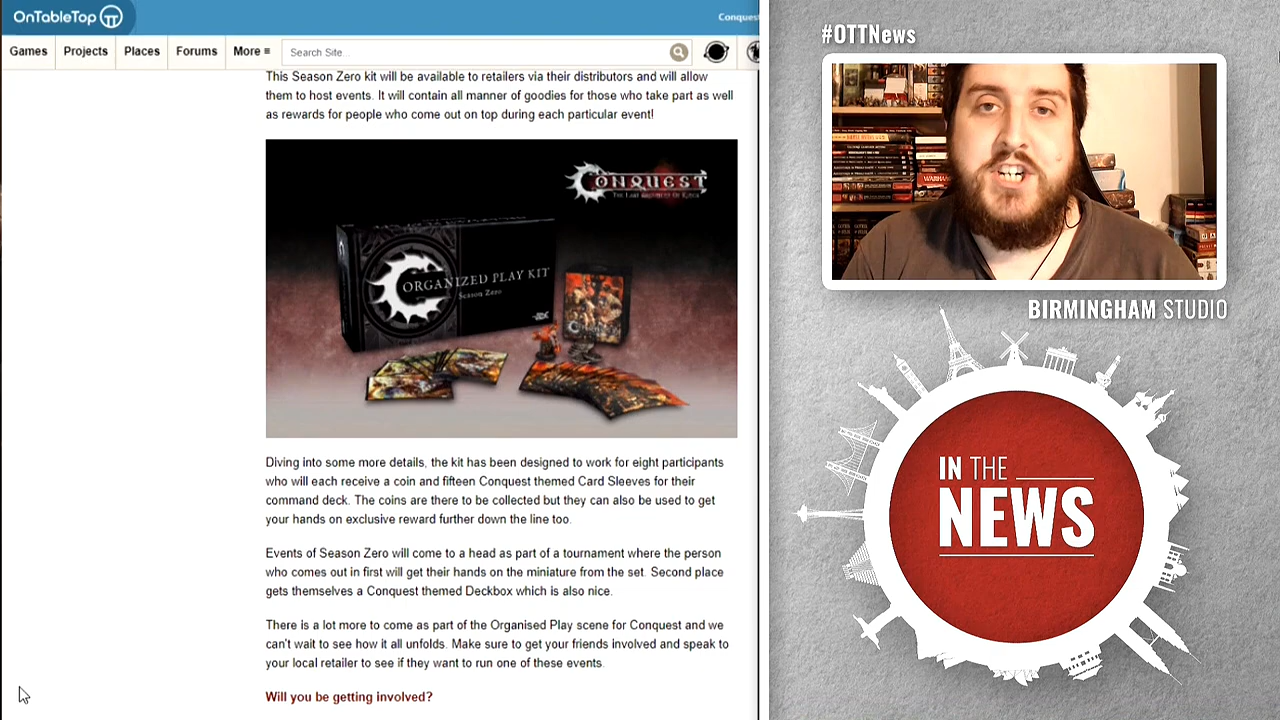 OnTableTop
Conquest
Games Projects Places Forums More ≡ Search Site...
This Season Zero kit will be available to retailers via their distributors and will allow
them to host events. It will contain all manner of goodies for those who take part as well
as rewards for people who come out on top during each particular event!
CONQUEST
THE LAST ARGUMENT OF KINGS
ORGANIZED PLAY KIT
Season Zero
Diving into some more details, the kit has been designed to work for eight participants
who will each receive a coin and fifteen Conquest themed Card Sleeves for their
command deck. The coins are there to be collected but they can also be used to get
your hands on exclusive reward further down the line too.
Events of Season Zero will come to a head as part of a tournament where the person
who comes out in first will get their hands on the miniature from the set. Second place
gets themselves a Conquest themed Deckbox which is also nice.
There is a lot more to come as part of the Organised Play scene for Conquest and we
can't wait to see how it all unfolds. Make sure to get your friends involved and speak to
your local retailer to see if they want to run one of these events.
Will you be getting involved?
#OTTNews
BIRMINGHAM STUDIO
IN THE
NEWS